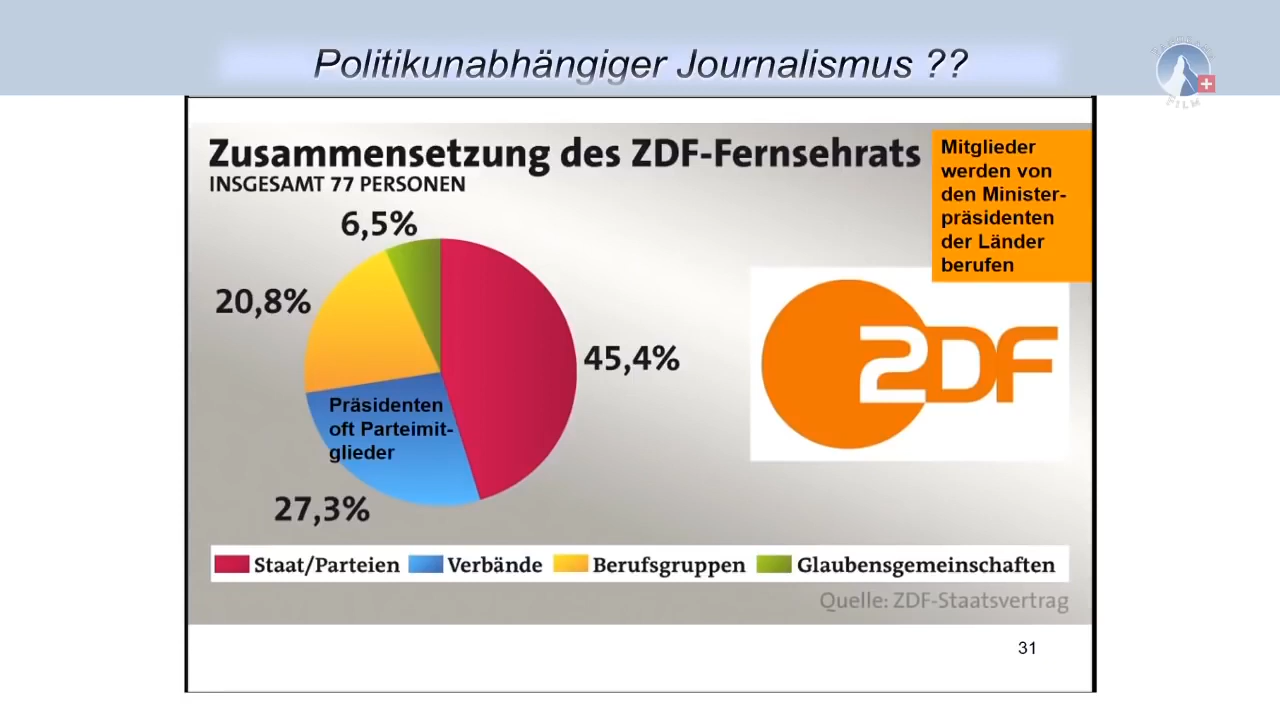 Politikunabhängiger Journalismus ??
PANORAMA
FILM
Zusammensetzung des ZDF-Fernsehrats
INSGESAMT 77 PERSONEN
Mitglieder
werden von
den Minister-
präsidenten
der Länder
berufen
6,5%
20,8%
45,4%
ZDF
Präsidenten
oft Parteimit-
glieder
27,3%
Staat/Parteien Verbände Berufsgruppen Glaubensgemeinschaften
Quelle: ZDF-Staatsvertrag
31